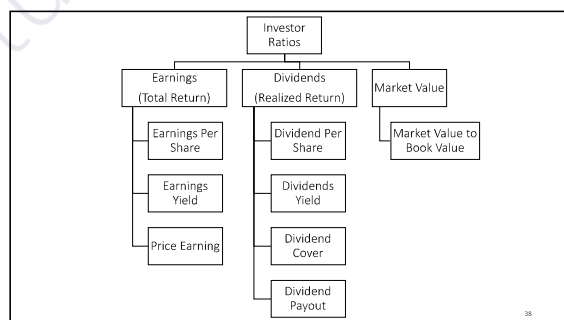 Investor
Ratios
Earnings
(Total Return)
Dividends
(Realized Return)
Market Value
Earnings Per
Share
Dividend Per
Share
Market Value to
Book Value
Earnings
Yield
Dividends
Yield
Price Earning
Dividend
Cover
Dividend
Payout
38